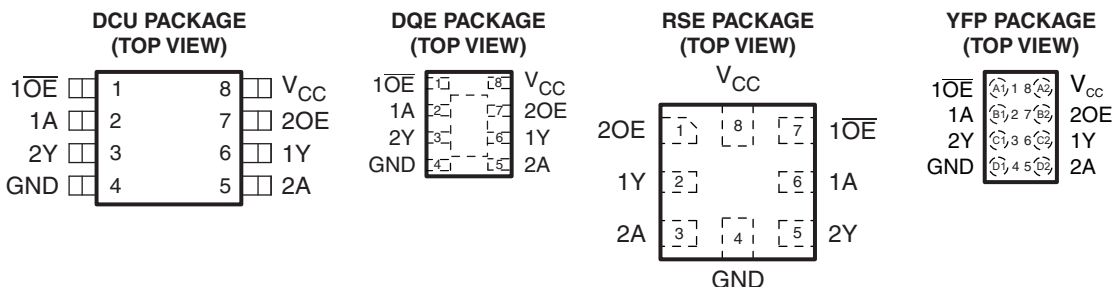 DCU PACKAGE
(TOP VIEW)
1O̅E̅ 1 8 VCC
1A 2 7 2OE
2Y 3 6 1Y
GND 4 5 2A
DQE PACKAGE
(TOP VIEW)
1O̅E̅ 1 8 VCC
1A 2 7 2OE
2Y 3 6 1Y
GND 4 5 2A
RSE PACKAGE
(TOP VIEW)
VCC
2OE 1 8 7 1O̅E̅
1Y 2 6 1A
2A 3 4 5 2Y
GND
YFP PACKAGE
(TOP VIEW)
1O̅E̅ A1 1 8 A2 VCC
1A B1 2 7 B2 2OE
2Y C1 3 6 C2 1Y
GND D1 4 5 D2 2A